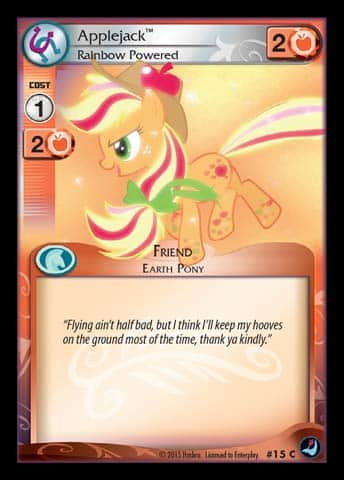 Applejack™
Rainbow Powered
2
COST
1
2
FRIEND
EARTH PONY
“Flying ain’t half bad, but I think I’ll keep my hooves
on the ground most of the time, thank ya kindly.”
© 2015 Hasbro. Licensed to Enterplay. #15 C